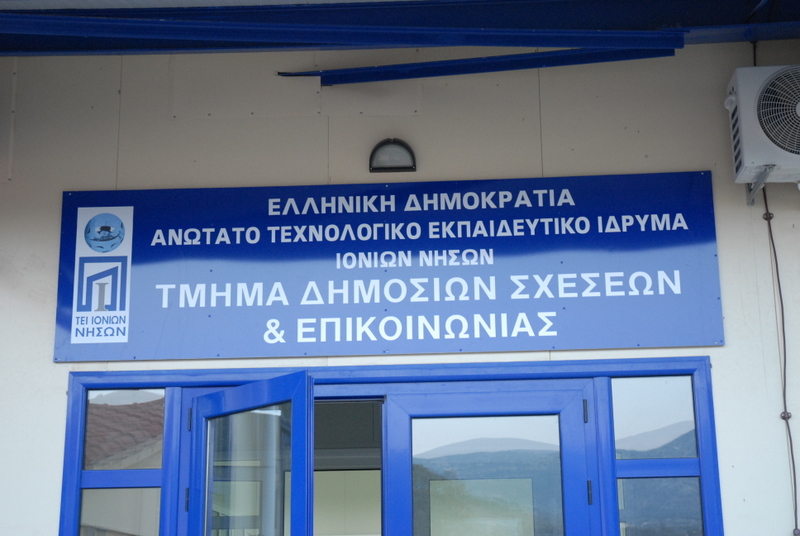 ΕΛΛΗΝΙΚΗ ΔΗΜΟΚΡΑΤΙΑ
ΑΝΩΤΑΤΟ ΤΕΧΝΟΛΟΓΙΚΟ ΕΚΠΑΙΔΕΥΤΙΚΟ ΙΔΡΥΜΑ
ΙΟΝΙΩΝ ΝΗΣΩΝ
ΤΜΗΜΑ ΔΗΜΟΣΙΩΝ ΣΧΕΣΕΩΝ
& ΕΠΙΚΟΙΝΩΝΙΑΣ
ΤΕΙ ΙΟΝΙΩΝ
ΝΗΣΩΝ